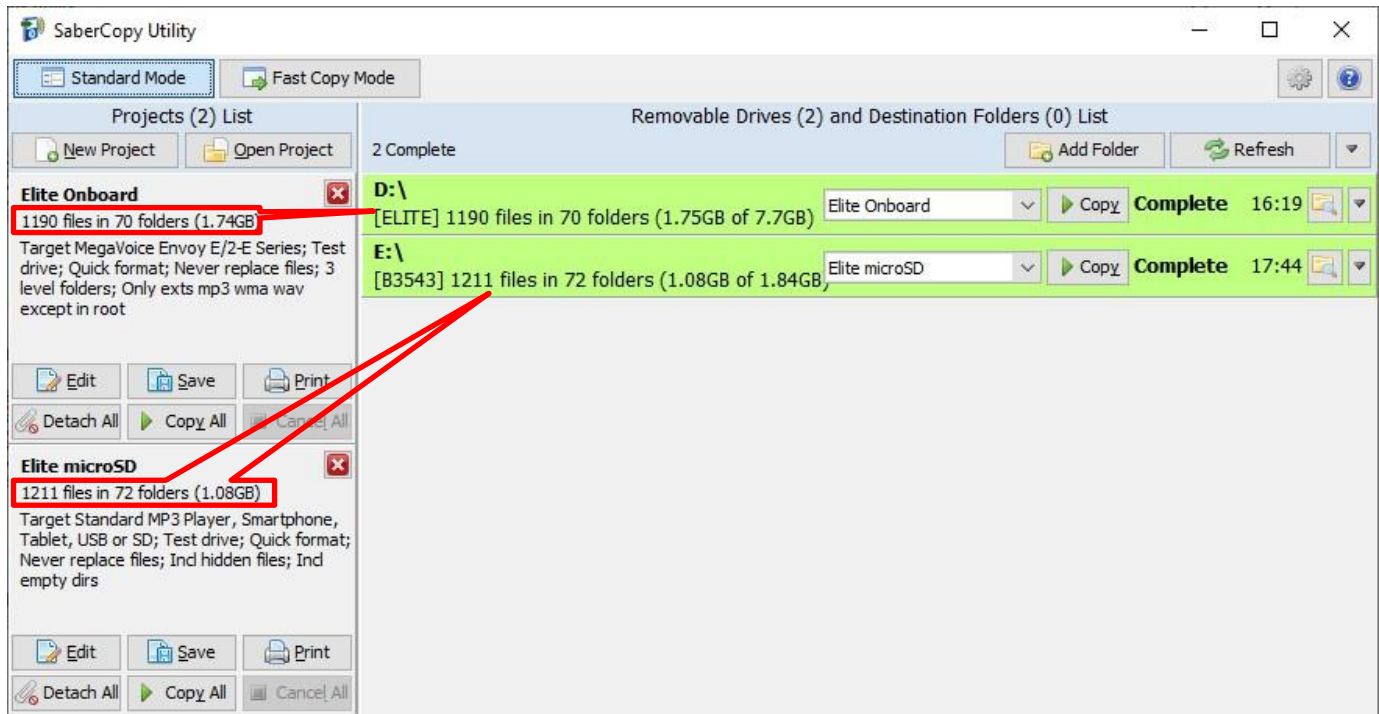 SaberCopy Utility
Standard Mode
Fast Copy Mode
Projects (2) List
Removable Drives (2) and Destination Folders (0) List
New Project
Open Project
2 Complete
Add Folder
Refresh
Elite Onboard
1190 files in 70 folders (1.74GB)
Target MegaVoice Envoy E/2-E Series; Test
drive; Quick format; Never replace files; 3
level folders; Only exts mp3 wma wav
except in root
Edit
Save
Print
Detach All
Copy All
Cancel All
Elite microSD
1211 files in 72 folders (1.08GB)
Target Standard MP3 Player, Smartphone,
Tablet, USB or SD; Test drive; Quick format;
Never replace files; Incl hidden files; Incl
empty dirs
Edit
Save
Print
Detach All
Copy All
Cancel All
D:\
[ELITE] 1190 files in 70 folders (1.75GB of 7.7GB)
Elite Onboard
Copy
Complete
16:19
E:\
[B3543] 1211 files in 72 folders (1.08GB of 1.84GB)
Elite microSD
Copy
Complete
17:44